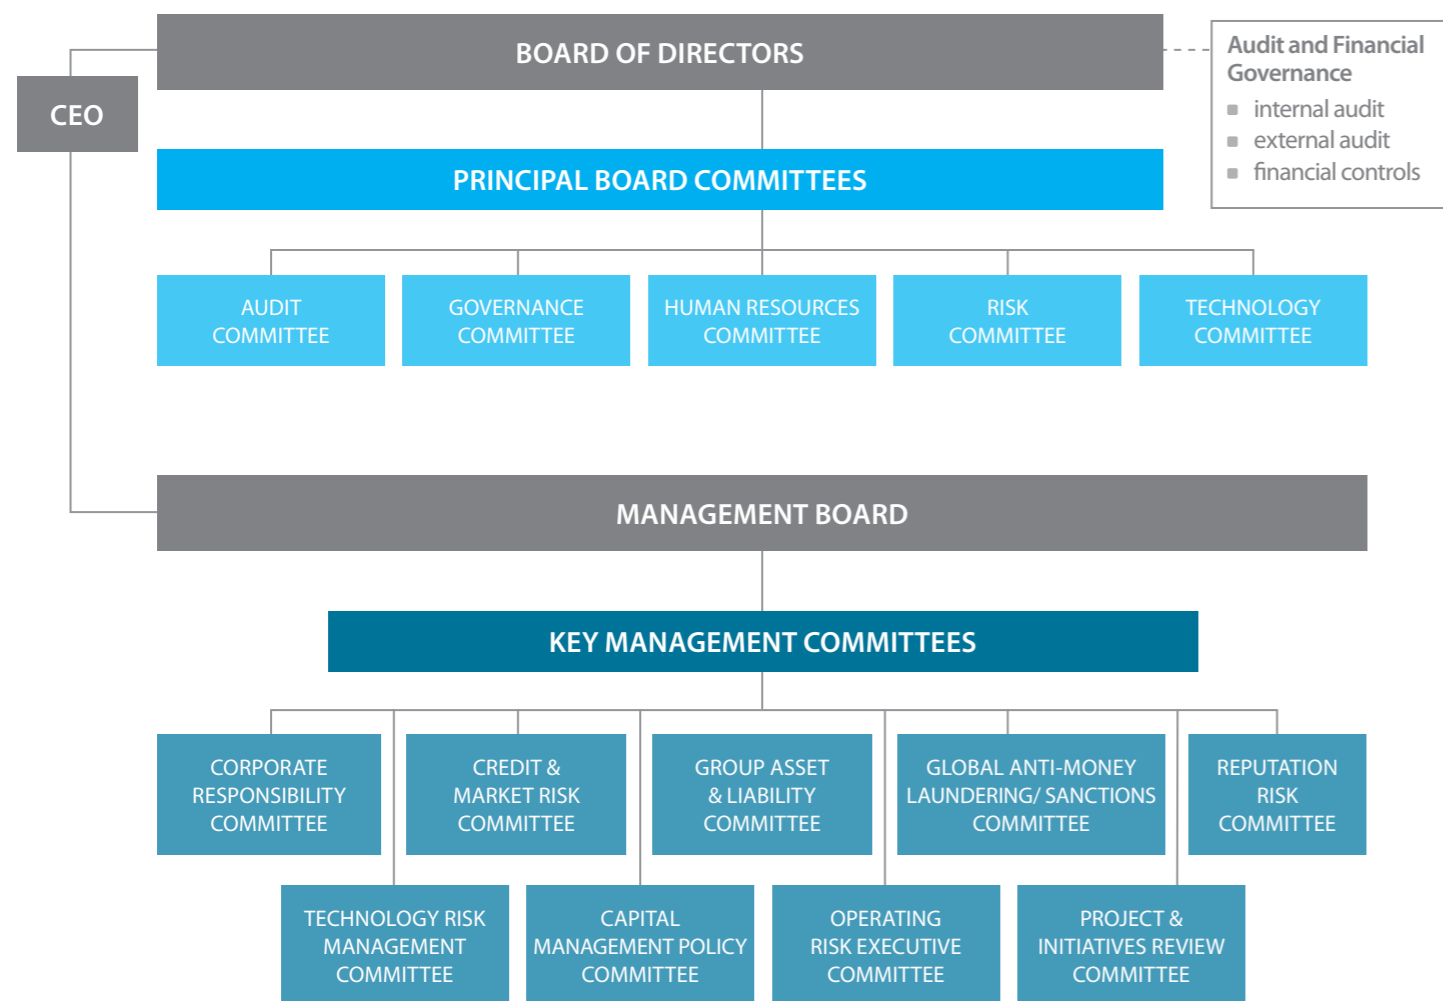 BOARD OF DIRECTORS
Audit and Financial
Governance
internal audit
external audit
financial controls
CEO
PRINCIPAL BOARD COMMITTEES
AUDIT
COMMITTEE
GOVERNANCE
COMMITTEE
HUMAN RESOURCES
COMMITTEE
RISK
COMMITTEE
TECHNOLOGY
COMMITTEE
MANAGEMENT BOARD
KEY MANAGEMENT COMMITTEES
CORPORATE
RESPONSIBILITY
COMMITTEE
CREDIT &
MARKET RISK
COMMITTEE
GROUP ASSET
& LIABILITY
COMMITTEE
GLOBAL ANTI-MONEY
LAUNDERING/ SANCTIONS
COMMITTEE
REPUTATION
RISK
COMMITTEE
TECHNOLOGY RISK
MANAGEMENT
COMMITTEE
CAPITAL
MANAGEMENT POLICY
COMMITTEE
OPERATING
RISK EXECUTIVE
COMMITTEE
PROJECT &
INITIATIVES REVIEW
COMMITTEE